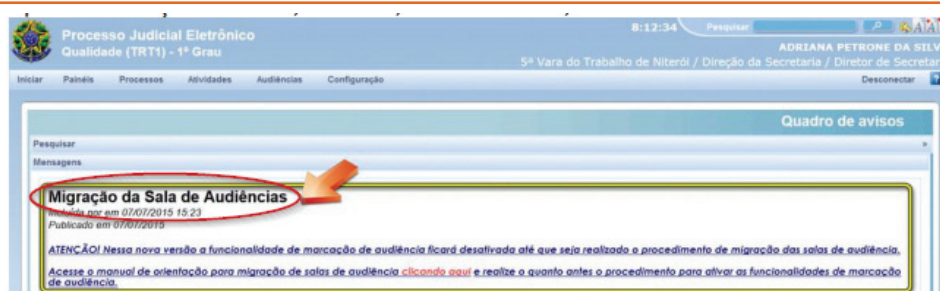 8:12:34 Pesquisar
Processo Judicial Eletrônico
Qualidade (TRT1) - 1º Grau
ADRIANA PETRONE DA SILV
5ª Vara do Trabalho de Niterói / Direção da Secretaria / Diretor de Secretar
Iniciar Painéis Processos Atividades Audiências Configuração Desconectar ?
Quadro de avisos
Pesquisar »
Mensagens
Migração da Sala de Audiências
Incluída por em 07/07/2015 15:23
Publicado em 07/07/2015
ATENÇÃO! Nessa nova versão a funcionalidade de marcação de audiência ficará desativada até que seja realizado o procedimento de migração das salas de audiência.
Acesse o manual de orientação para migração de salas de audiência clicando aqui e realize o quanto antes o procedimento para ativar as funcionalidades de marcação
de audiência.